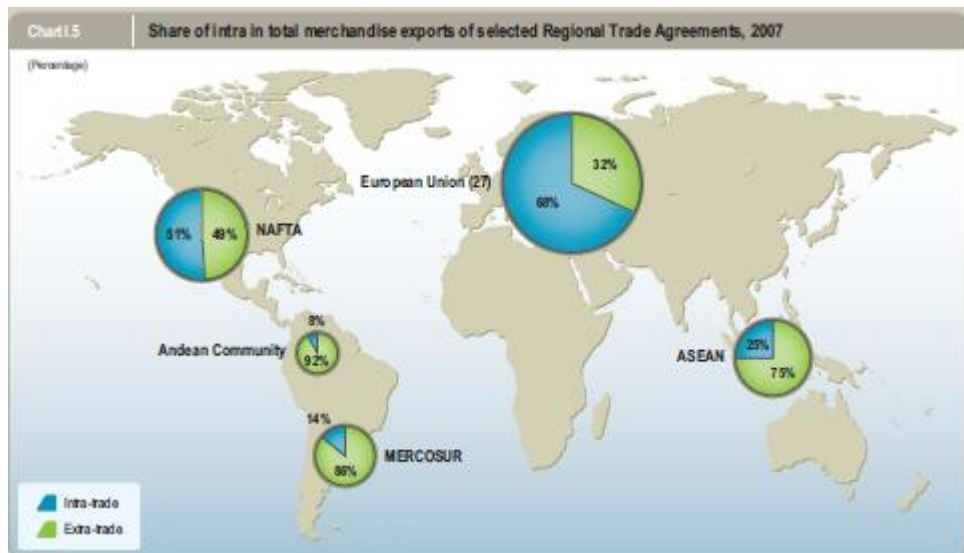 Chart I.5
Share of intra in total merchandise exports of selected Regional Trade Agreements, 2007
(Percentage)
32%
European Union (27)
68%
51%
49%
NAFTA
8%
Andean Community
92%
25%
ASEAN
75%
14%
MERCOSUR
86%
Intra-trade
Extra-trade